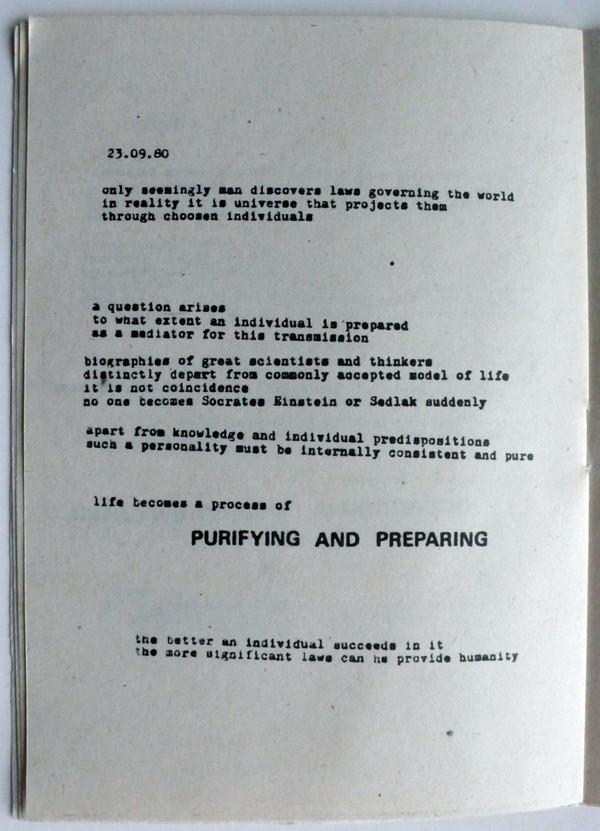 23.09.80
only seemingly man discovers laws governing the world
in reality it is universe that projects them
through choosen individuals
a question arises
to what extent an individual is prepared
as a mediator for this transmission
biographies of great scientists and thinkers
distinctly depart from commonly accepted model of life
it is not coincidence
no one becomes Socrates Einstein or Sedlak suddenly
apart from knowledge and individual predispositions
such a personality must be internally consistent and pure
life becomes a process of
PURIFYING AND PREPARING
the better an individual succeeds in it
the more significant laws can he provide humanity